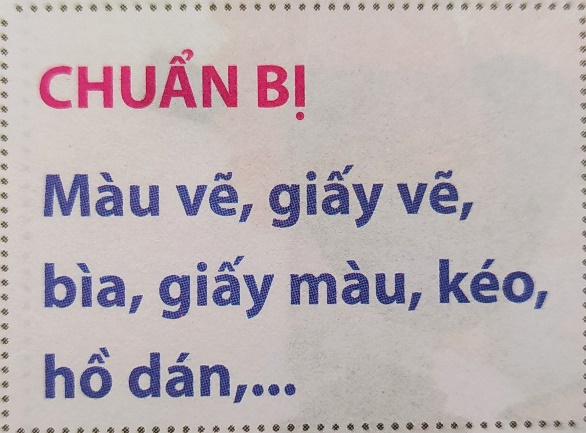 CHUẨN BỊ
Màu vẽ, giấy vẽ,
bìa, giấy màu, kéo,
hồ dán,...